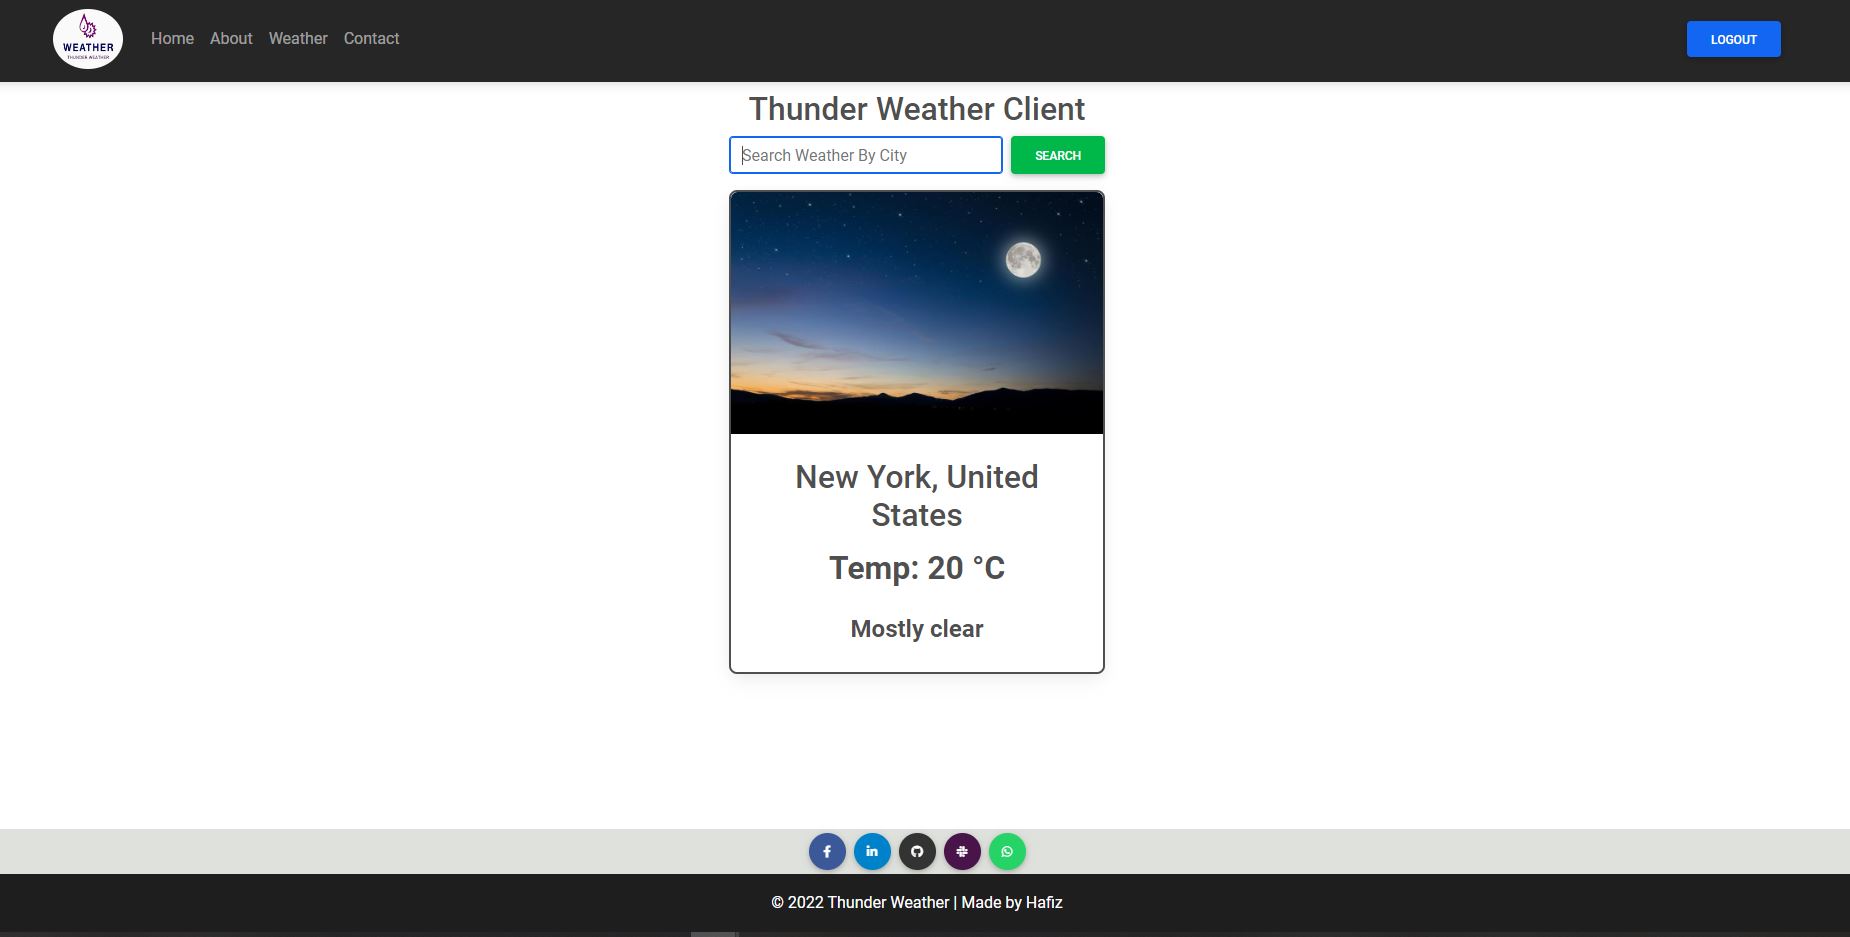 WEATHER
THUNDER WEATHER
Home About Weather Contact
LOGOUT
Thunder Weather Client
Search Weather By City
SEARCH
New York, United
States
Temp: 20 °C
Mostly clear
f in
© 2022 Thunder Weather | Made by Hafiz